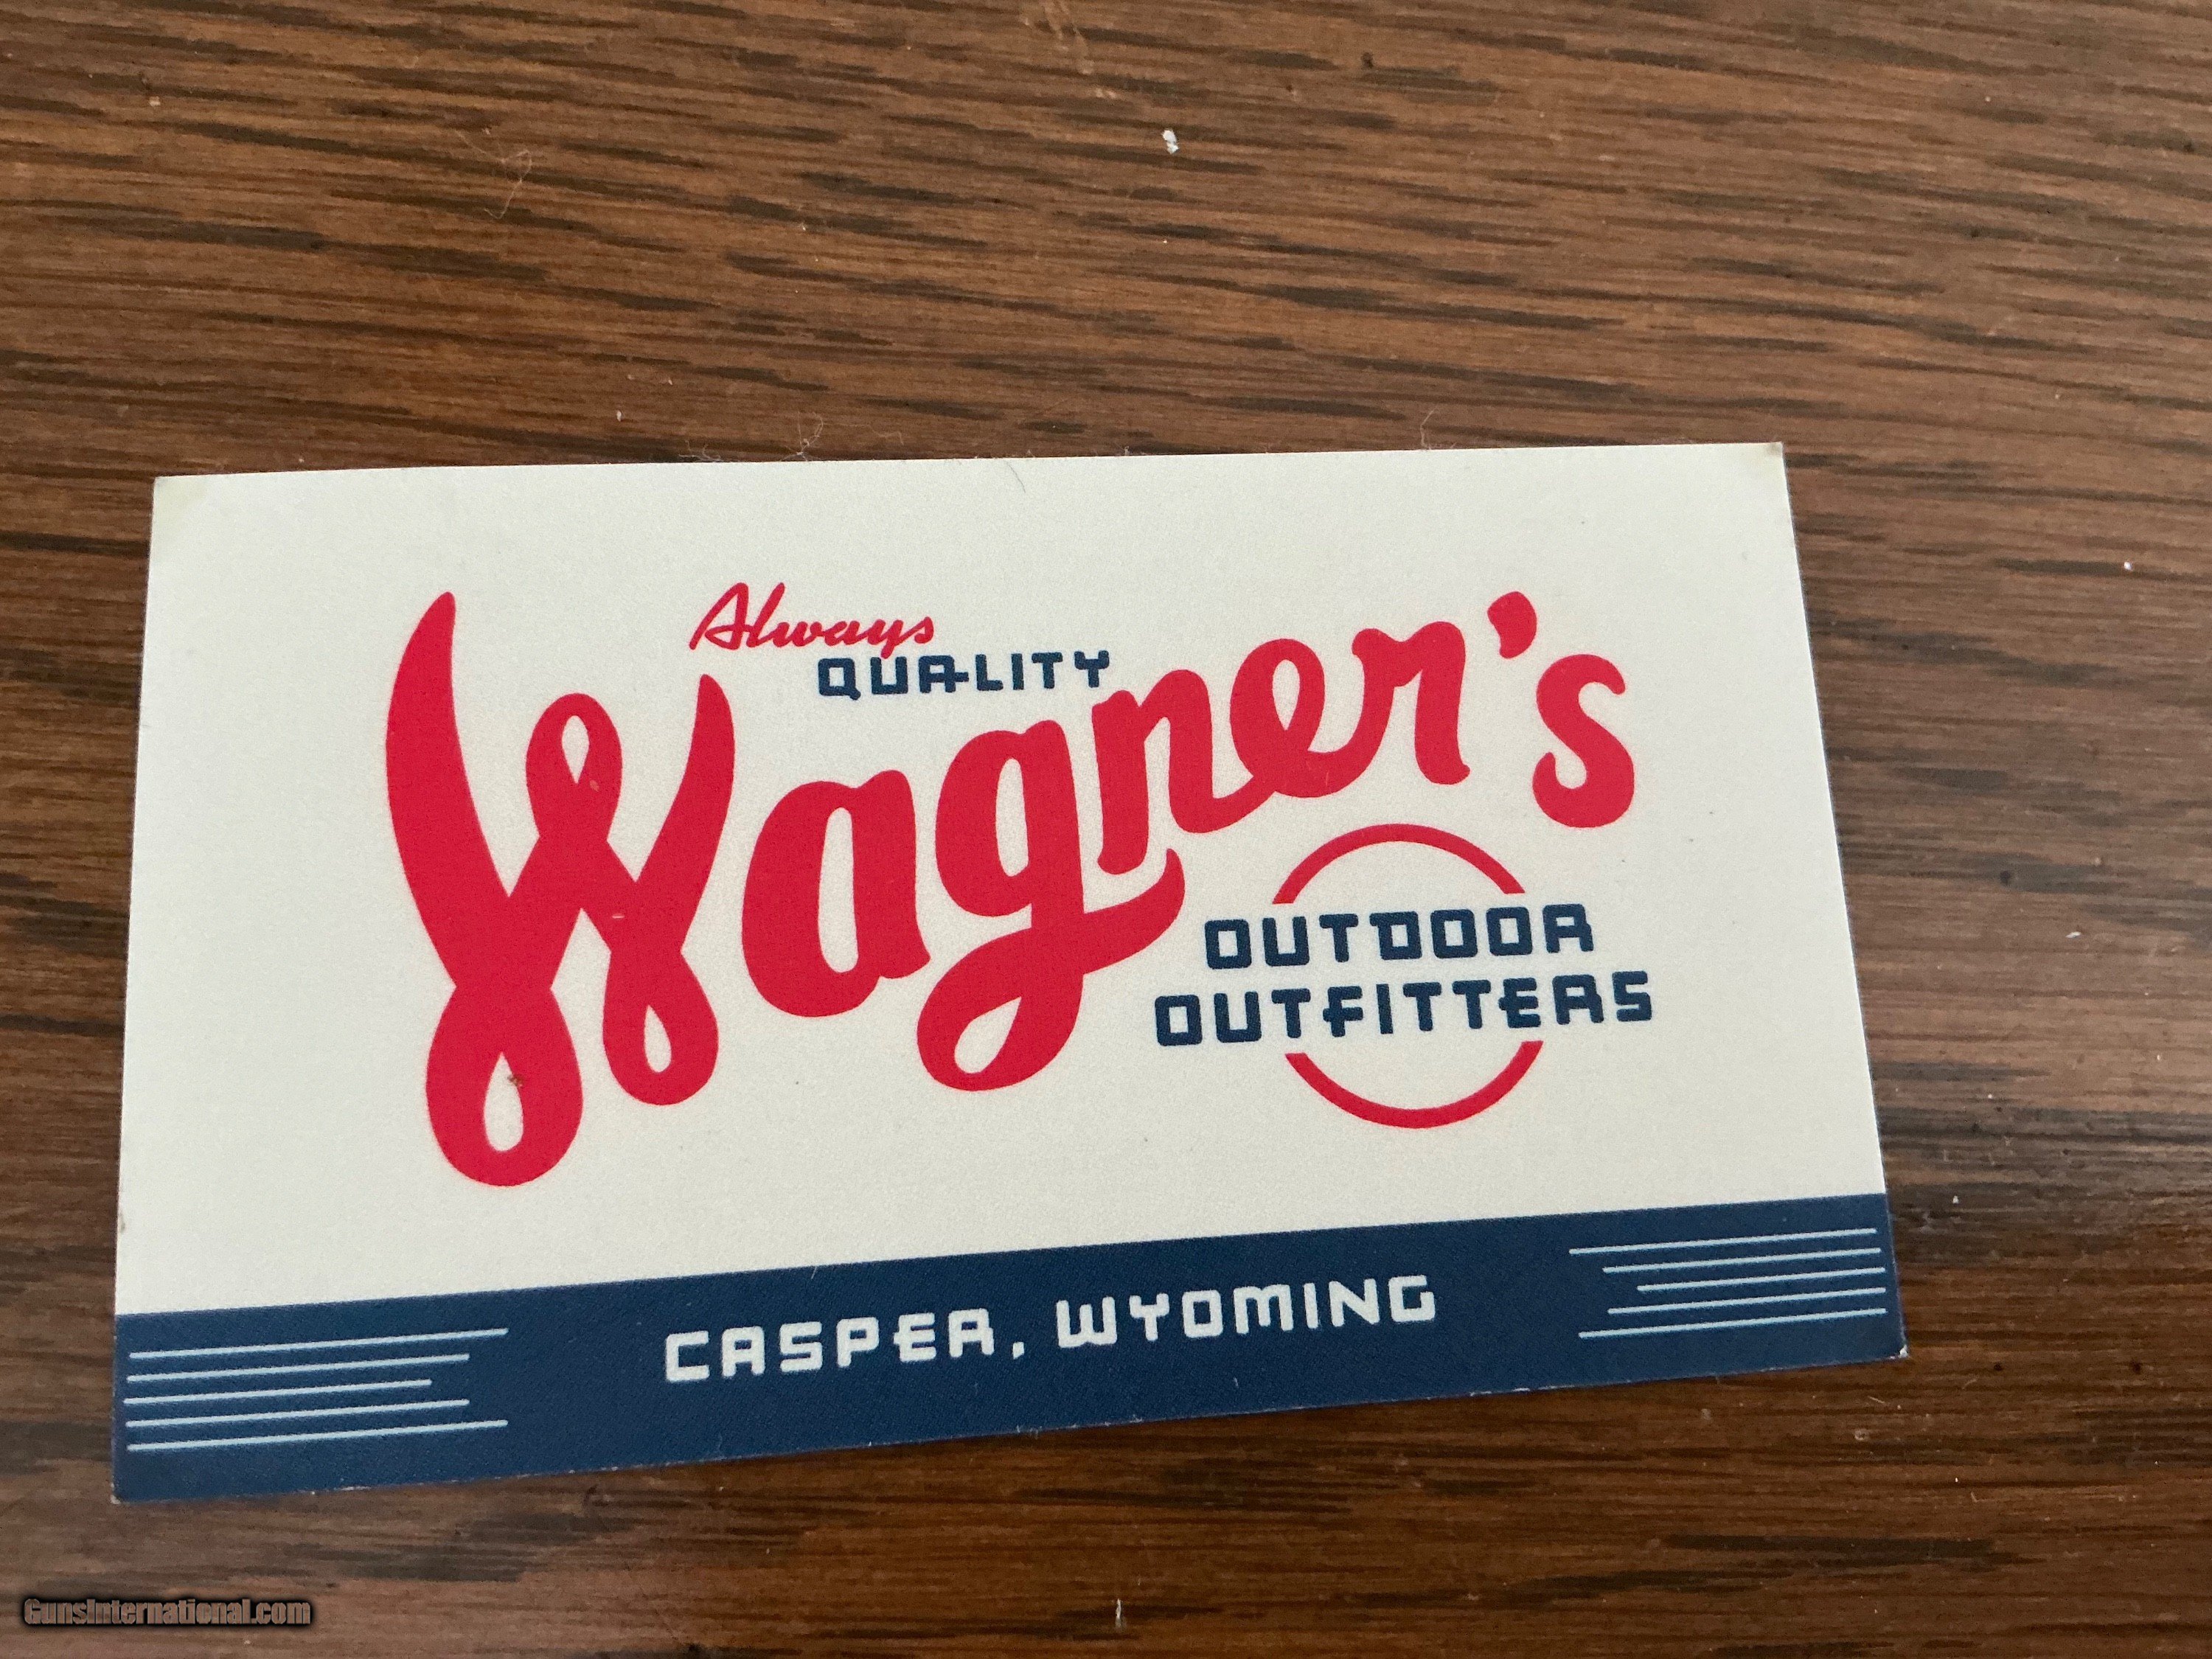 Always
QUALITY
Wagner's
OUTDOOR
OUTFITTERS
CASPER, WYOMING
GunsInternational.com